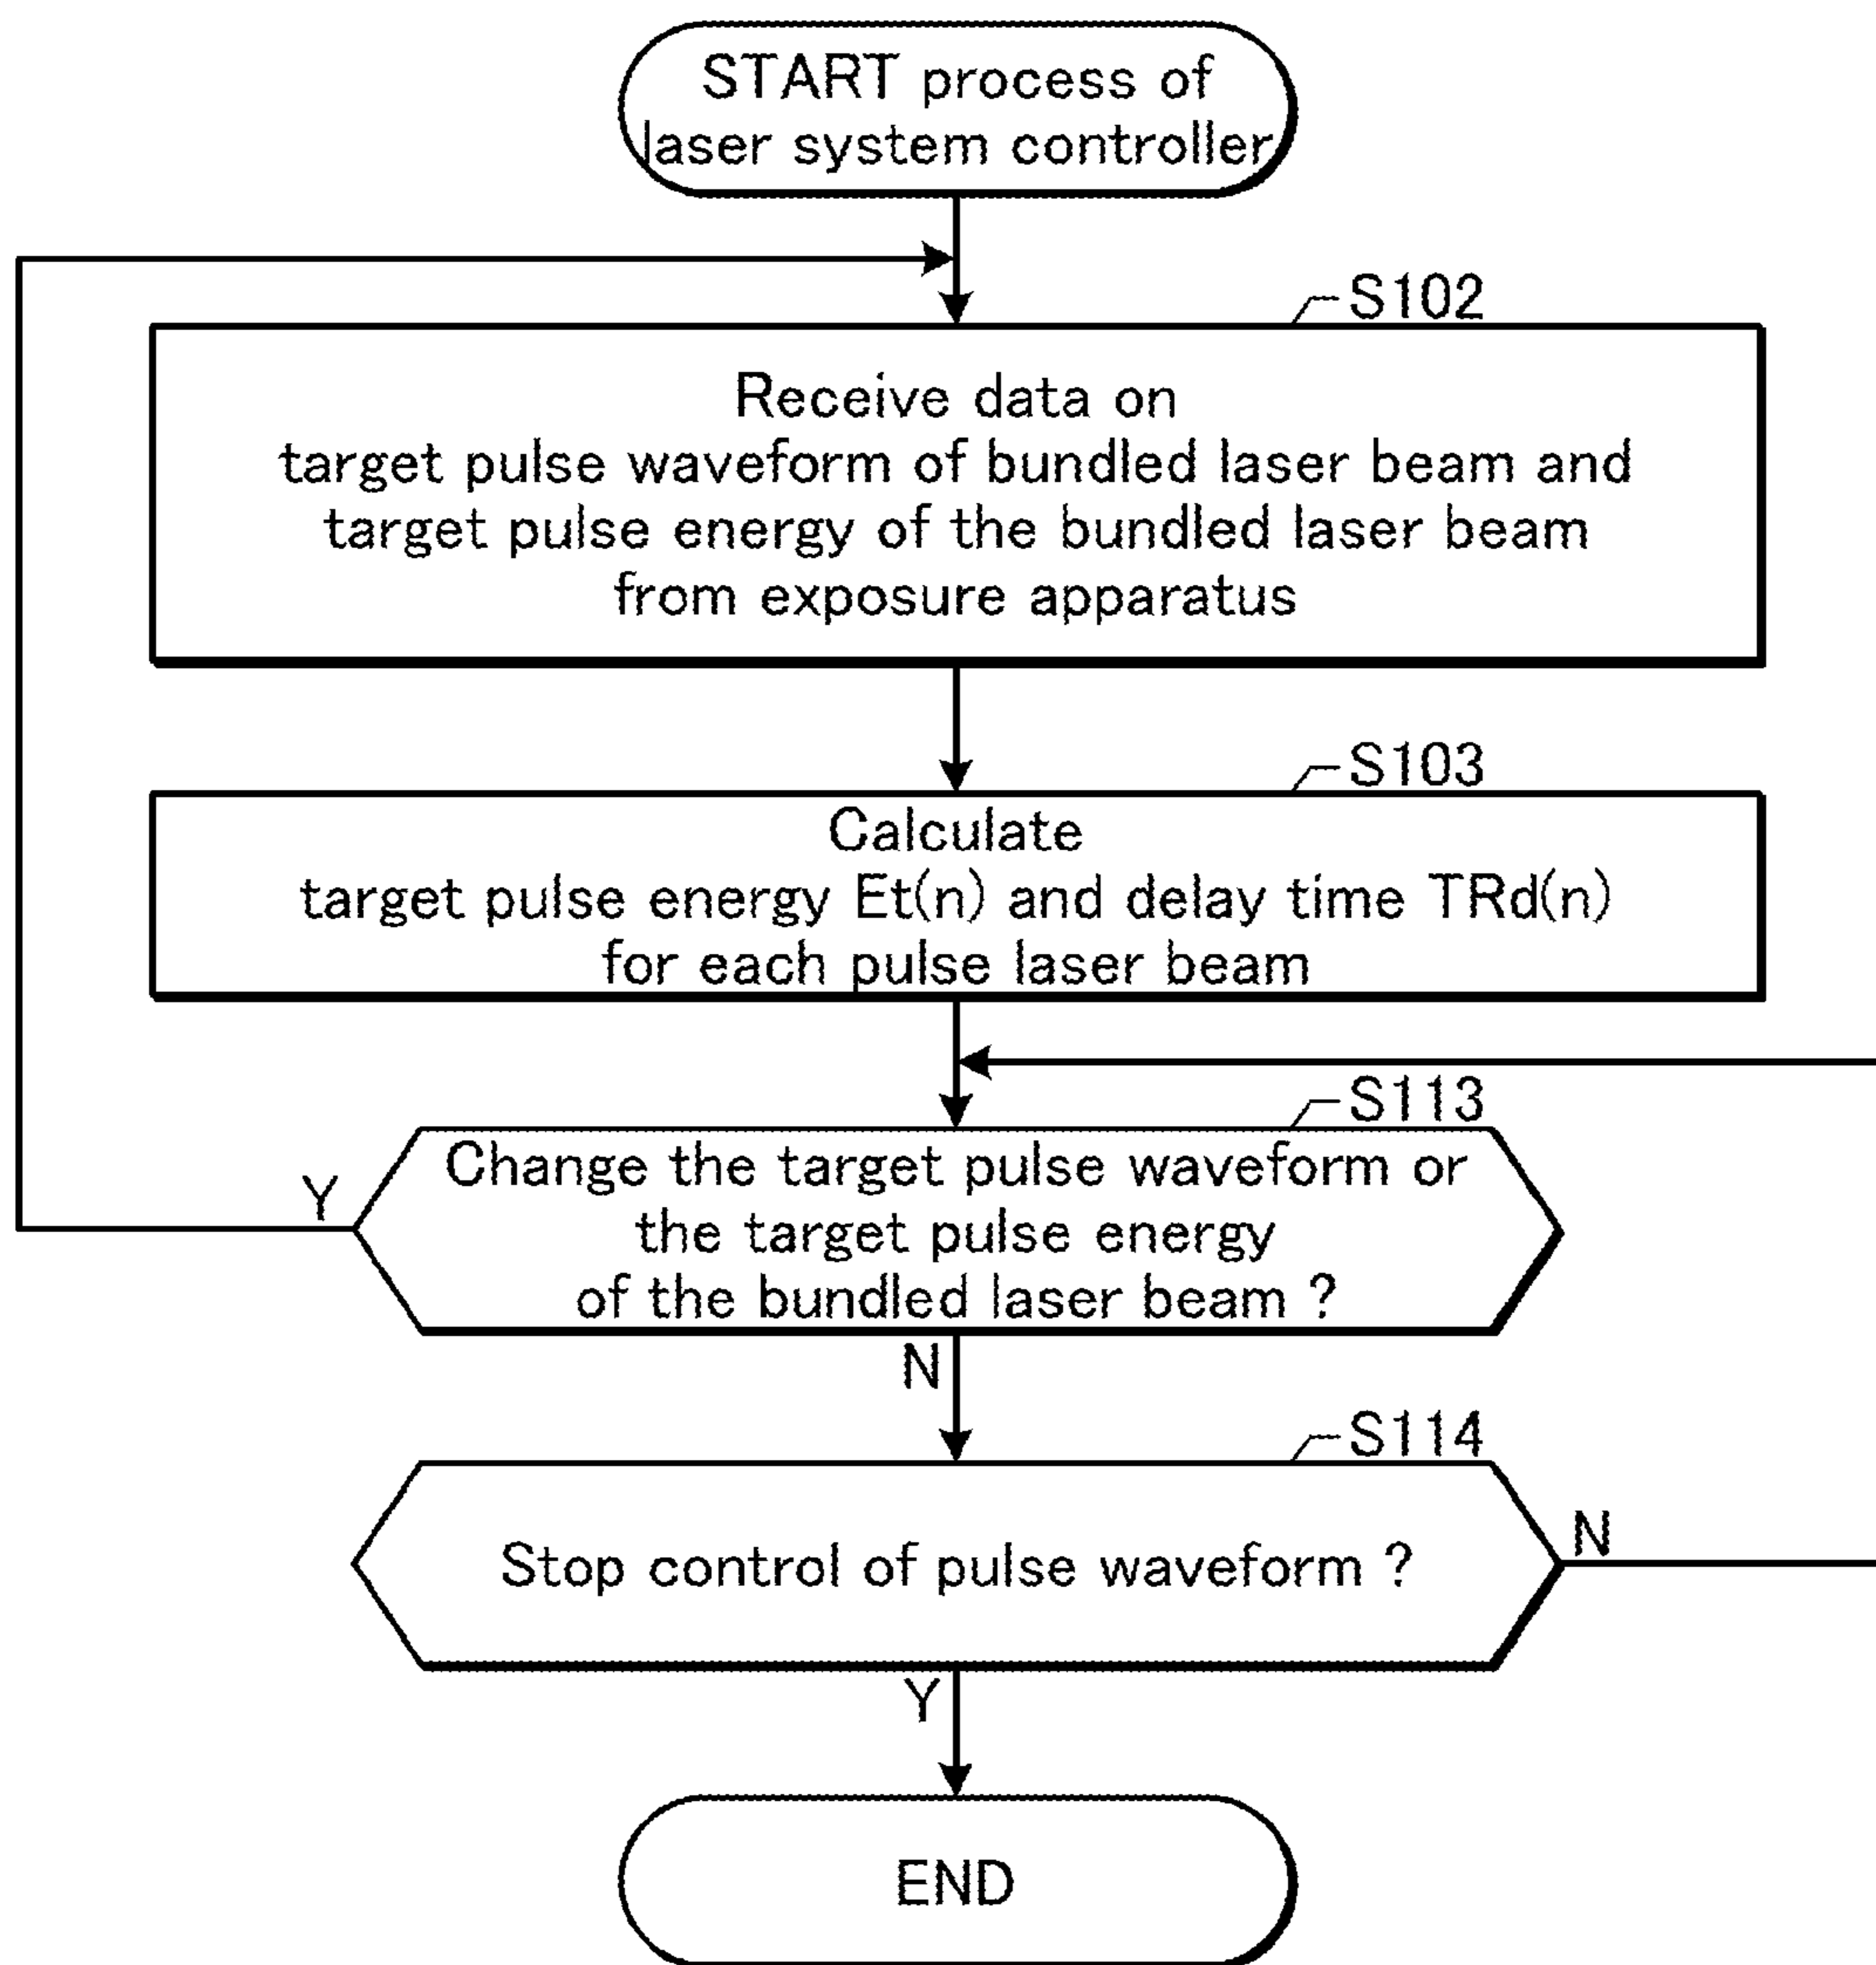 START process of
laser system controller
S102
Receive data on
target pulse waveform of bundled laser beam and
target pulse energy of the bundled laser beam
from exposure apparatus
S103
Calculate
target pulse energy Et(n) and delay time TRd(n)
for each pulse laser beam
S113
Change the target pulse waveform or
the target pulse energy
of the bundled laser beam ?
Y
N
S114
Stop control of pulse waveform ?
N
Y
END